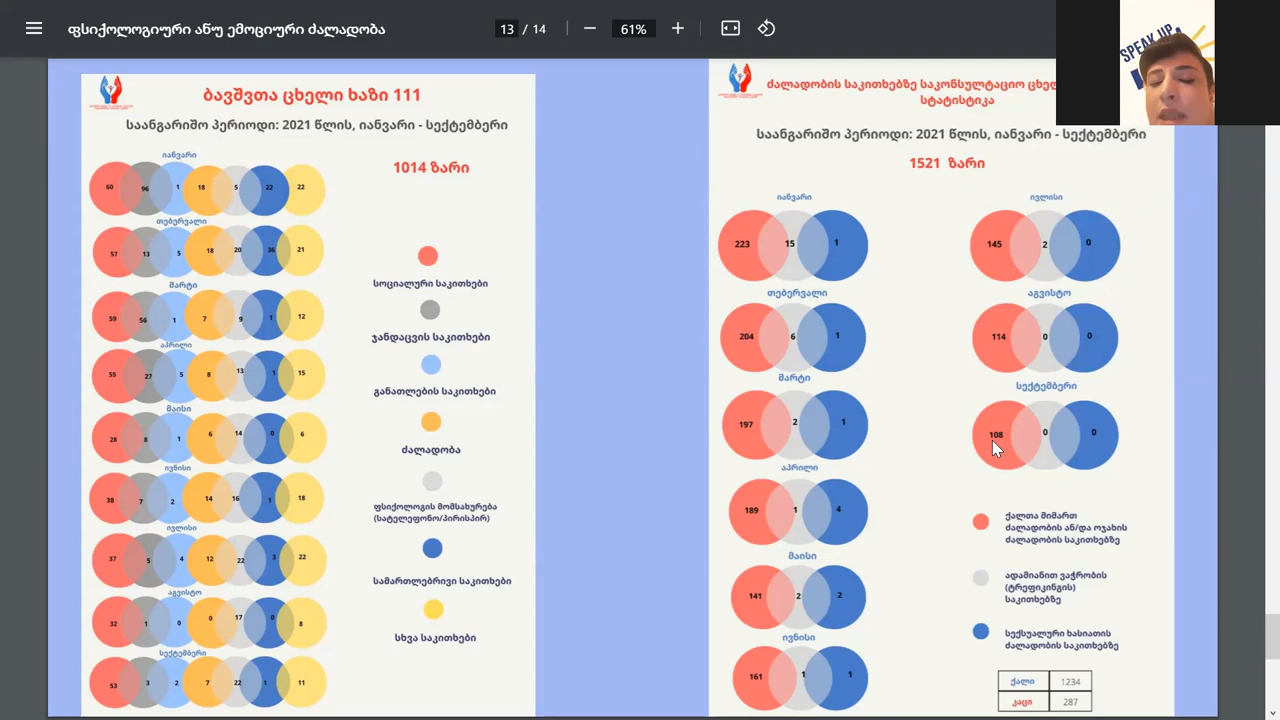 ფსიქოლოგიური ანუ ემოციური ძალადობა
13 / 14
61%
SPEAK UP
ბავშვთა ცხელი ხაზი 111
საანგარიშო პერიოდი: 2021 წლის, იანვარი - სექტემბერი
1014 ზარი
იანვარი
60 96 1 18 5 22 22
თებერვალი
57 13 5 18 20 36 21
მარტი
59 56 1 7 9 1 12
აპრილი
55 27 5 8 13 1 15
მაისი
28 8 1 6 14 0 6
ივნისი
38 7 2 14 16 1 18
ივლისი
37 5 4 12 22 3 22
აგვისტო
32 1 0 0 17 0 8
სექტემბერი
53 3 2 7 22 1 11
სოციალური საკითხები
ჯანდაცვის საკითხები
განათლების საკითხები
ძალადობა
ფსიქოლოგის მომსახურება
(სატელეფონო/პირისპირ)
სამართლებრივი საკითხები
სხვა საკითხები
ძალადობის საკითხებზე საკონსულტაციო ცხელ
სტატისტიკა
საანგარიშო პერიოდი: 2021 წლის, იანვარი - სექტემბერი
1521 ზარი
იანვარი
223 15 1
თებერვალი
204 6 1
მარტი
197 2 1
აპრილი
189 1 4
მაისი
141 2 2
ივნისი
161 1 1
ივლისი
145 2 0
აგვისტო
114 0 0
სექტემბერი
108 0 0
ქალთა მიმართ
ძალადობის ან/და ოჯახის
ძალადობის საკითხებზე
ადამიანით ვაჭრობის
(ტრეფიკინგის)
საკითხებზე
სექსუალური ხასიათის
ძალადობის საკითხებზე
ქალი 1234
კაცი 287